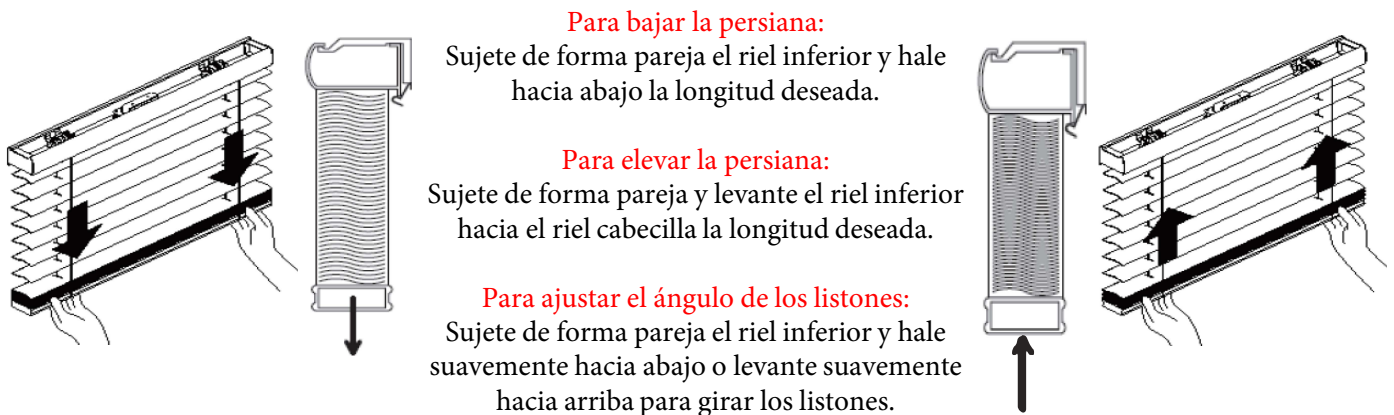 Para bajar la persiana:
Sujete de forma pareja el riel inferior y hale
hacia abajo la longitud deseada.
Para elevar la persiana:
Sujete de forma pareja y levante el riel inferior
hacia el riel cabecilla la longitud deseada.
Para ajustar el ángulo de los listones:
Sujete de forma pareja el riel inferior y hale
suavemente hacia abajo o levante suavemente
hacia arriba para girar los listones.